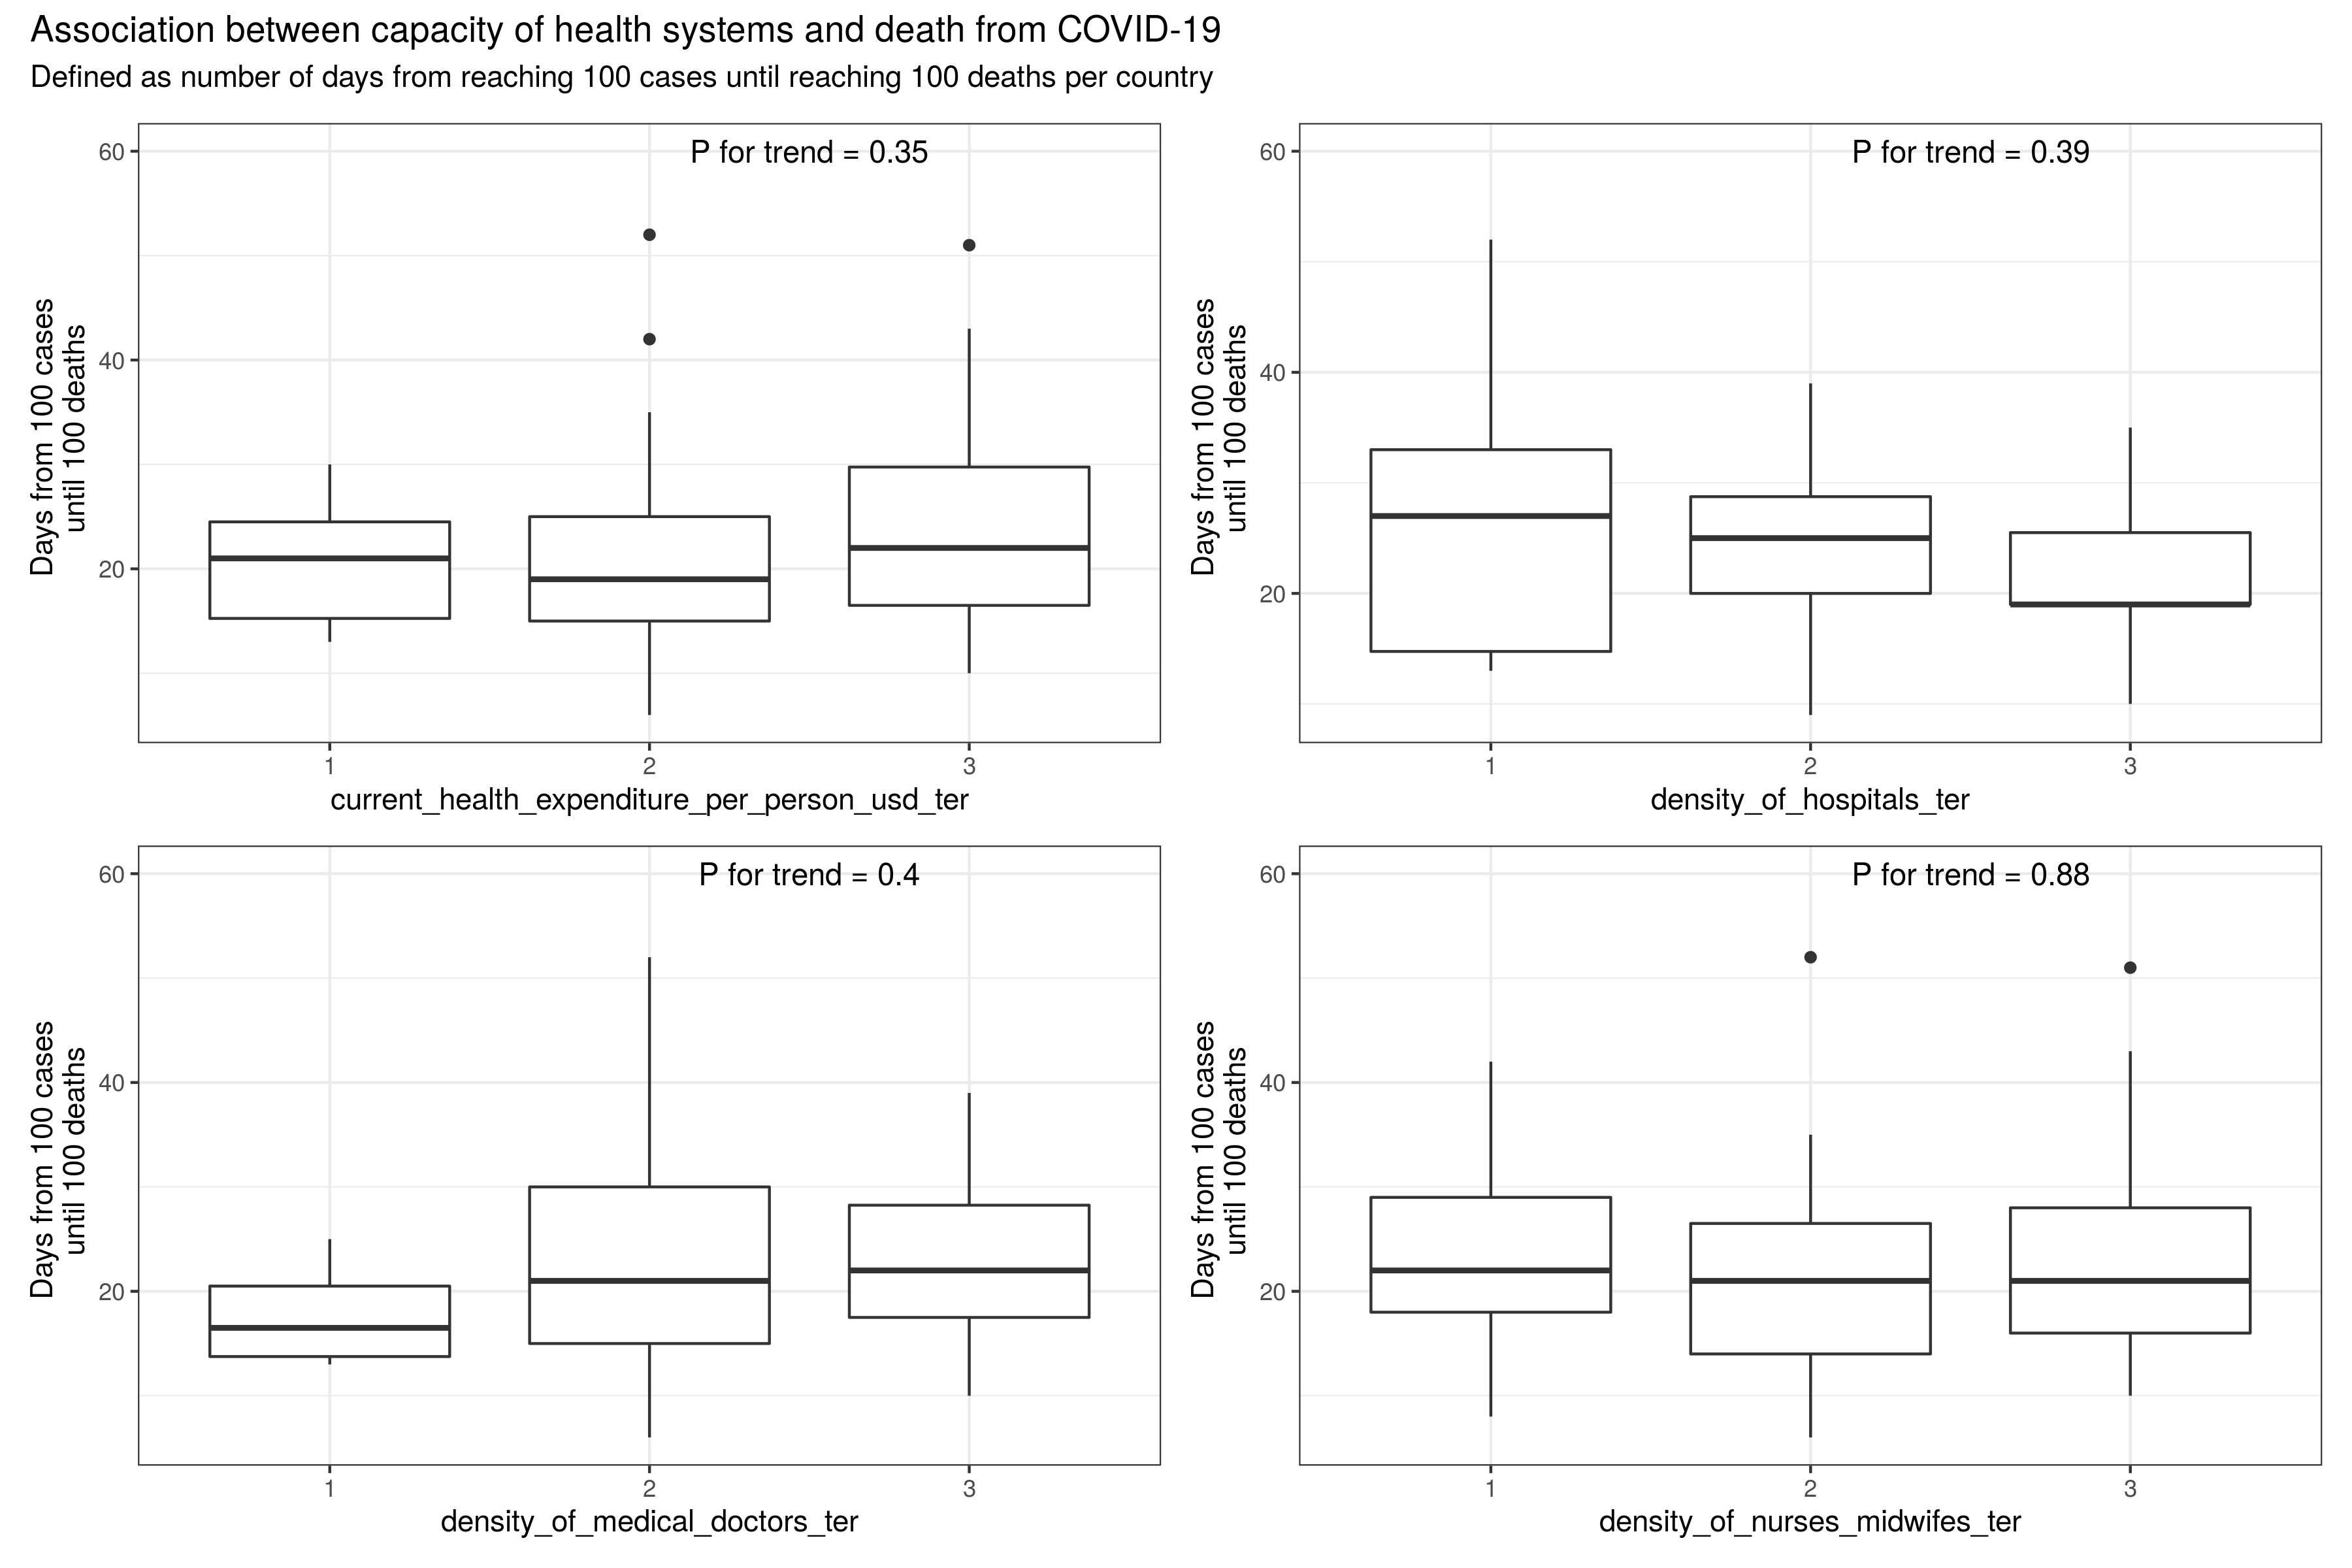 Association between capacity of health systems and death from COVID-19
Defined as number of days from reaching 100 cases until reaching 100 deaths per country
P for trend = 0.35
60
40
20
Days from 100 cases
until 100 deaths
1 2 3
current_health_expenditure_per_person_usd_ter
P for trend = 0.39
60
40
20
Days from 100 cases
until 100 deaths
1 2 3
density_of_hospitals_ter
P for trend = 0.4
60
40
20
Days from 100 cases
until 100 deaths
1 2 3
density_of_medical_doctors_ter
P for trend = 0.88
60
40
20
Days from 100 cases
until 100 deaths
1 2 3
density_of_nurses_midwifes_ter